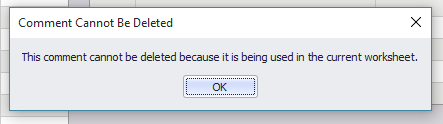 Comment Cannot Be Deleted
This comment cannot be deleted because it is being used in the current worksheet.
OK